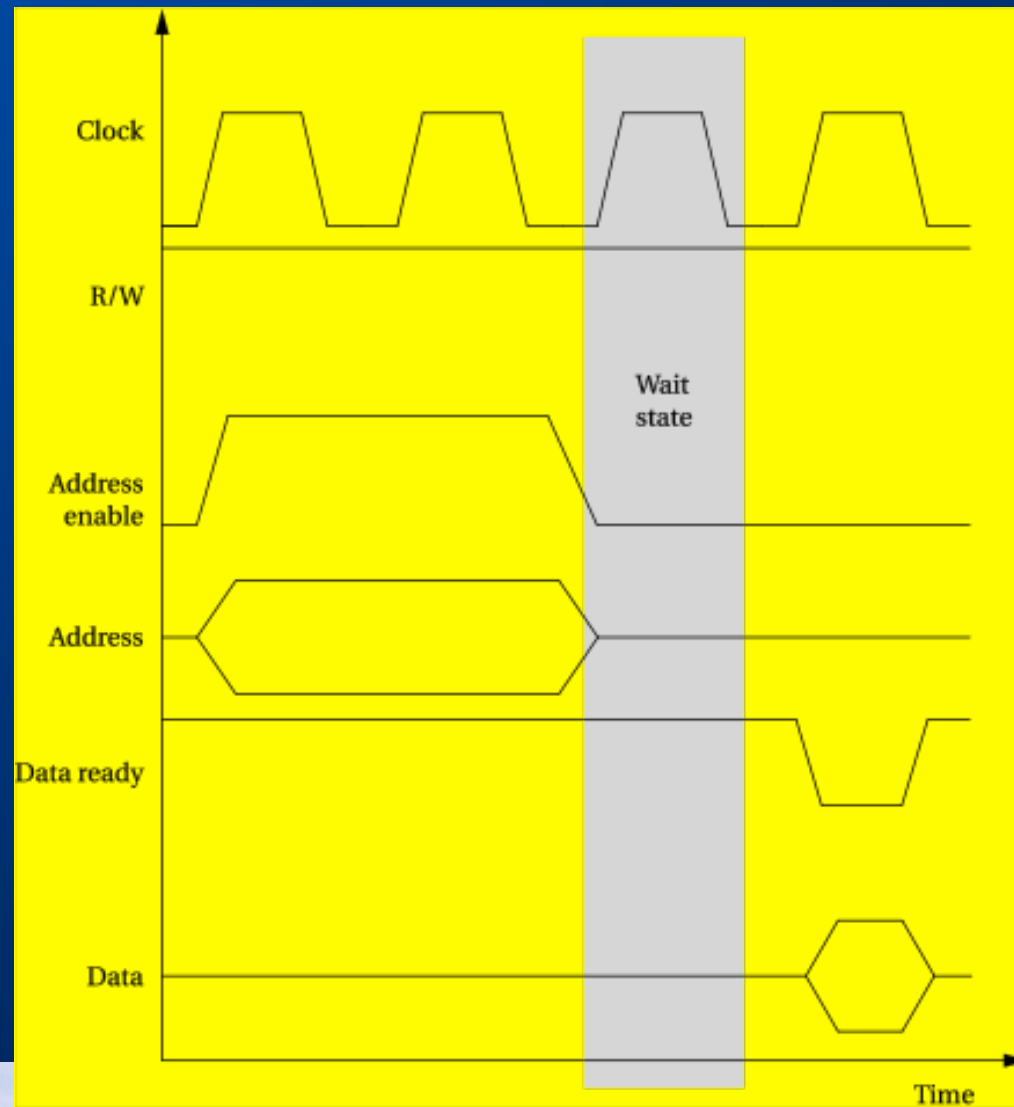 Clock
R/W
Wait
state
Address
enable
Address
Data ready
Data
Time